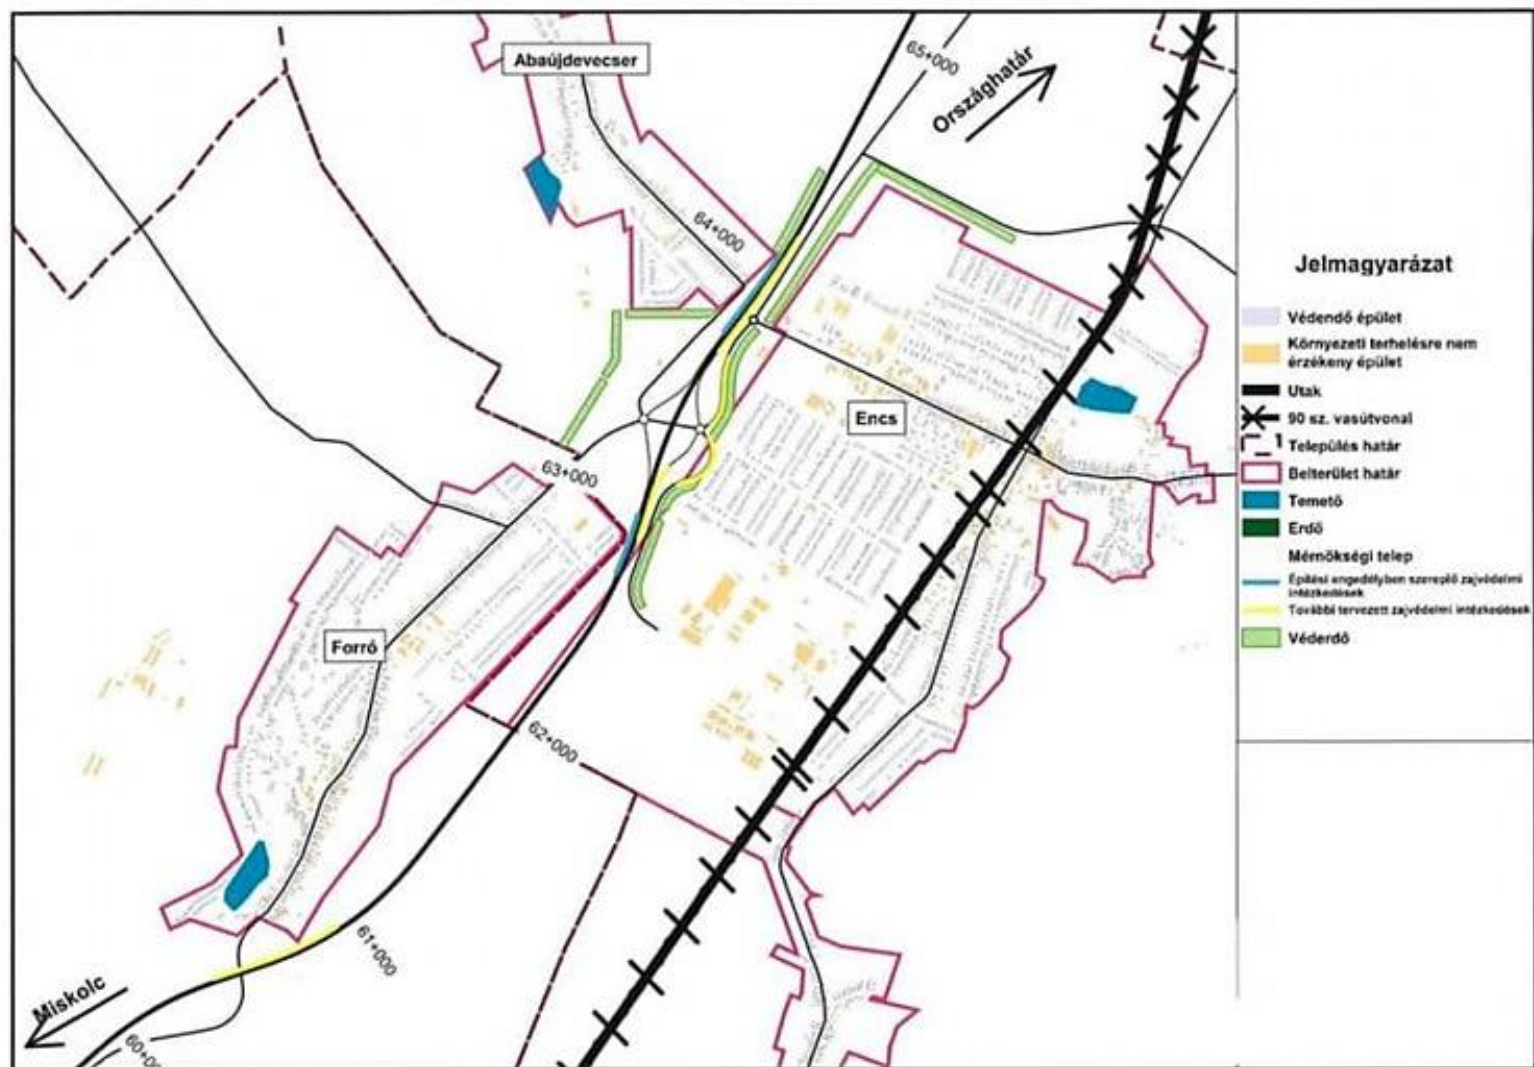 Abaújdevecser
65+000
Országhatár
64+000
Encs
63+000
Forró
62+000
61+000
Miskolc
60+00
Jelmagyarázat
Védendő épület
Környezeti terhelésre nem
érzékeny épület
Utak
90 sz. vasútvonal
Település határ
Belterület határ
Temető
Erdő
Mérnökségi telep
Építési engedélyben szereplő zajvédelmi
intézkedések
További tervezett zajvédelmi intézkedések
Véderdő